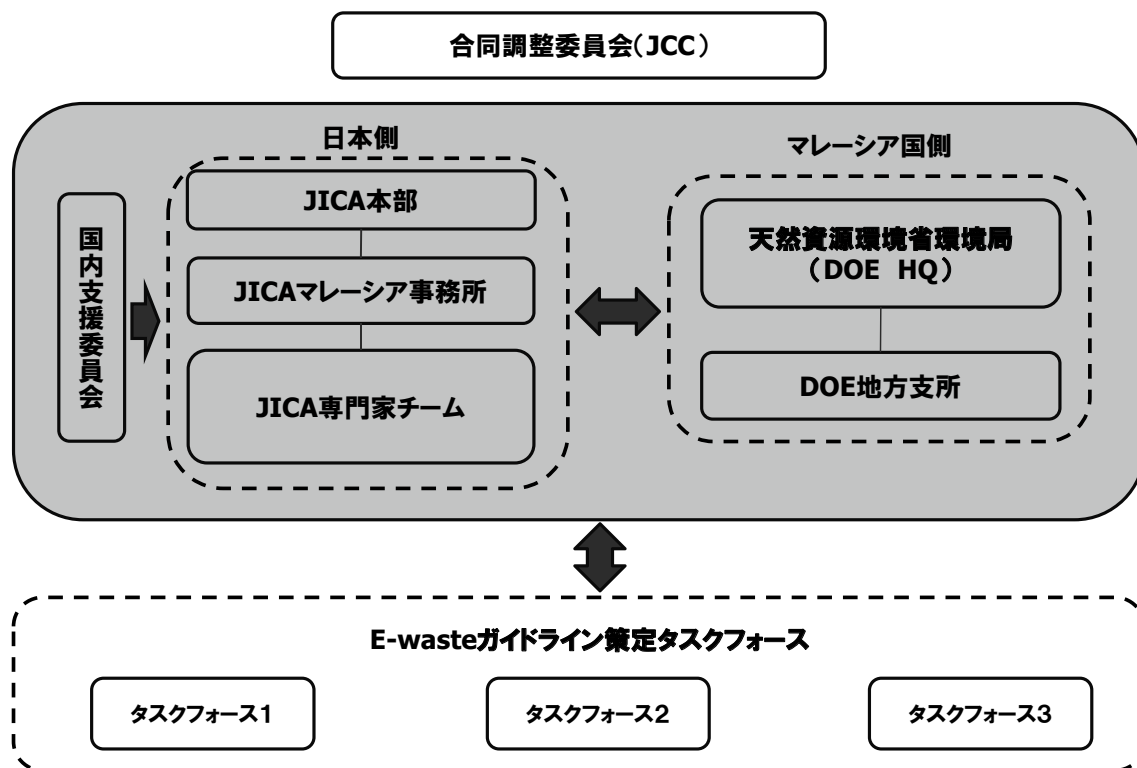 合同調整委員会（JCC）
日本側
マレーシア国側
国内支援委員会
JICA本部
JICAマレーシア事務所
JICA専門家チーム
天然資源環境省環境局
（DOE HQ）
DOE地方支所
E-wasteガイドライン策定タスクフォース
タスクフォース1
タスクフォース2
タスクフォース3